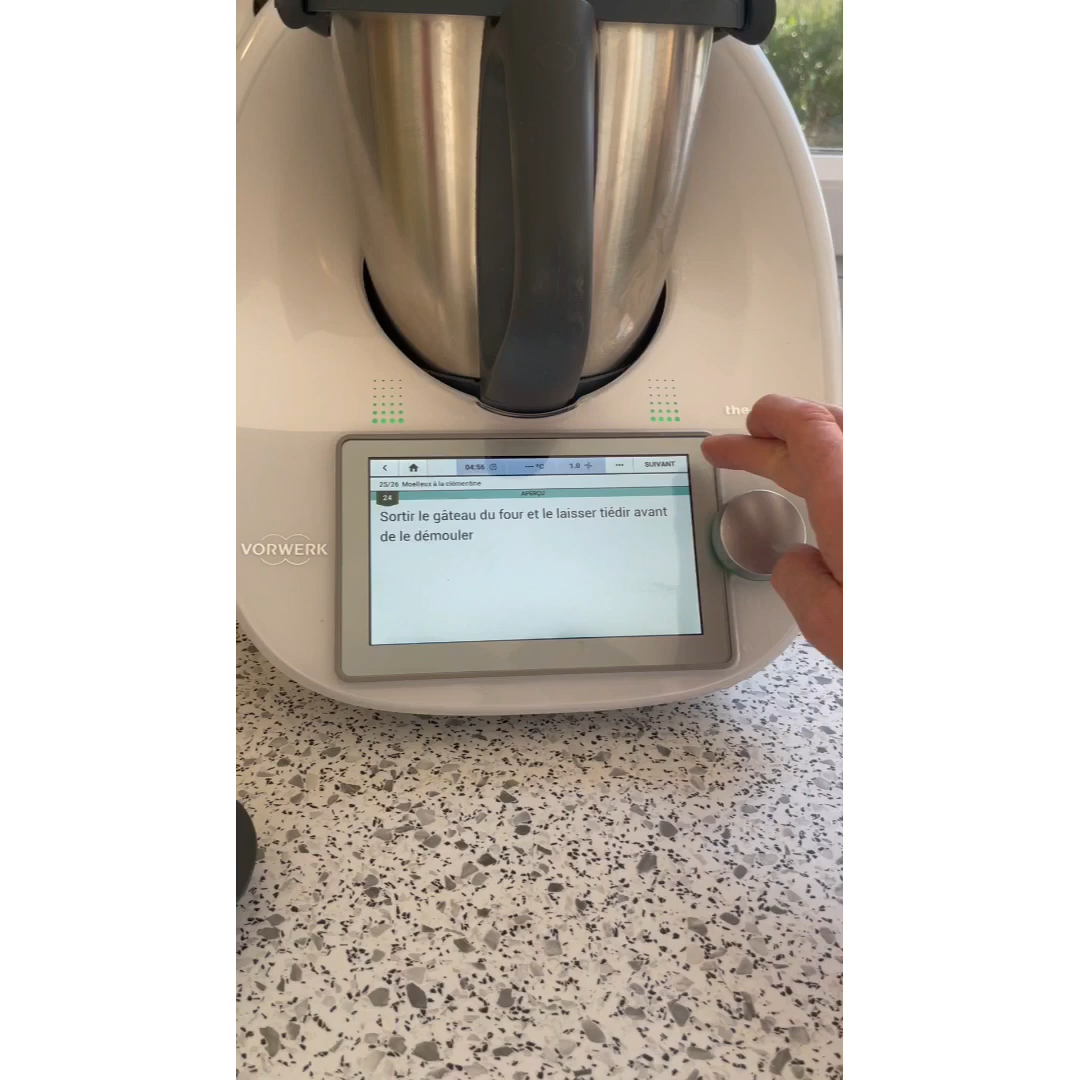 the
04:56 --- °C 1.0 ··· SUIVANT
25/26 Moelleux à la clémentine
APERÇU
24
Sortir le gâteau du four et le laisser tiédir avant
de le démouler
VORWERK